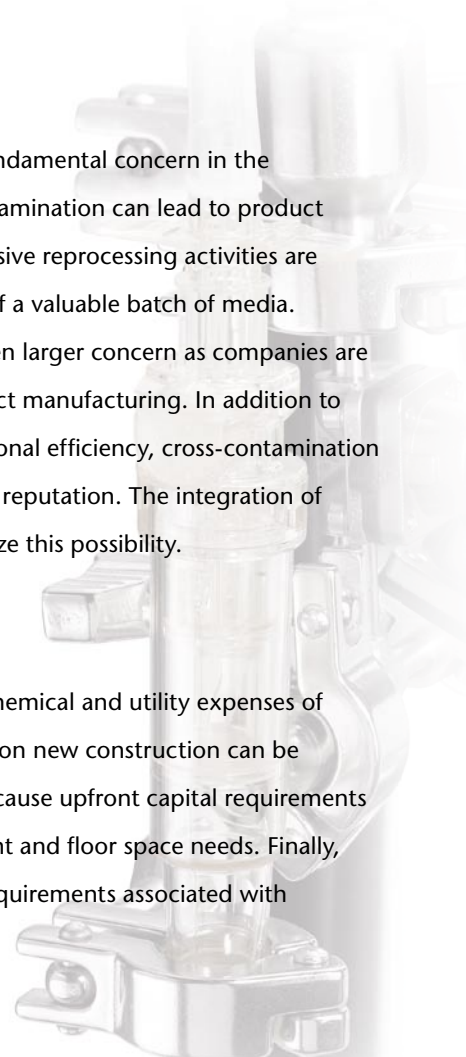 ndamental concern in the
amination can lead to product
sive reprocessing activities are
f a valuable batch of media.
en larger concern as companies are
ct manufacturing. In addition to
onal efficiency, cross-contamination
reputation. The integration of
ze this possibility.
hemical and utility expenses of
on new construction can be
cause upfront capital requirements
nt and floor space needs. Finally,
quirements associated with